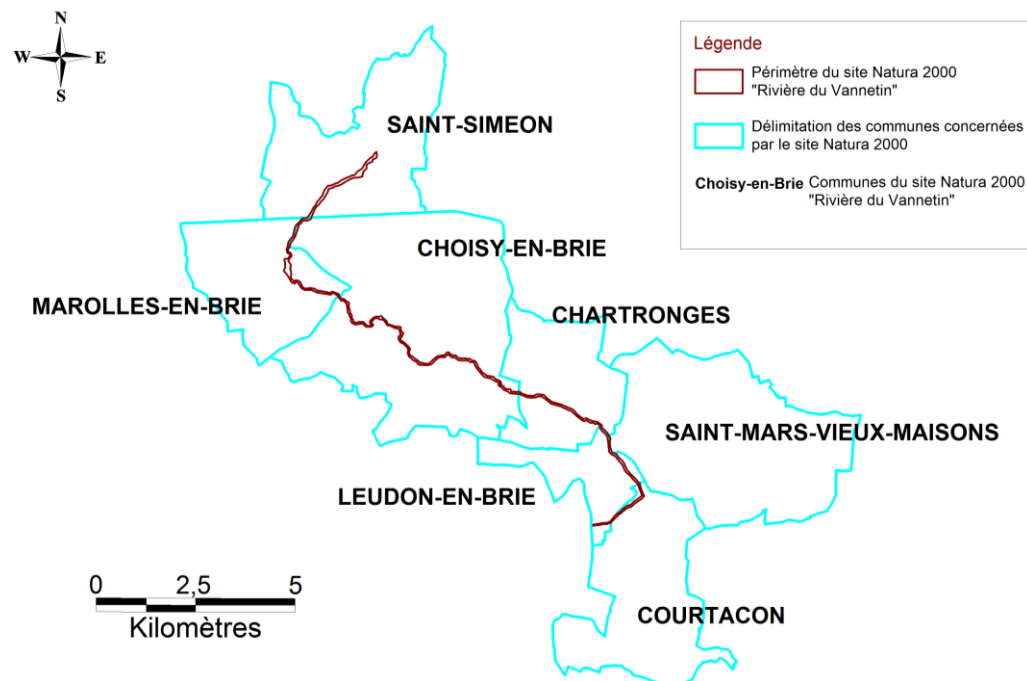 N
W E
S
Légende
Périmètre du site Natura 2000
"Rivière du Vannetin"
Délimitation des communes concernées
par le site Natura 2000
Choisy-en-Brie Communes du site Natura 2000
"Rivière du Vannetin"
SAINT-SIMEON
CHOISY-EN-BRIE
MAROLLES-EN-BRIE
CHARTRONGES
SAINT-MARS-VIEUX-MAISONS
LEUDON-EN-BRIE
COURTACON
0 2,5 5
Kilomètres